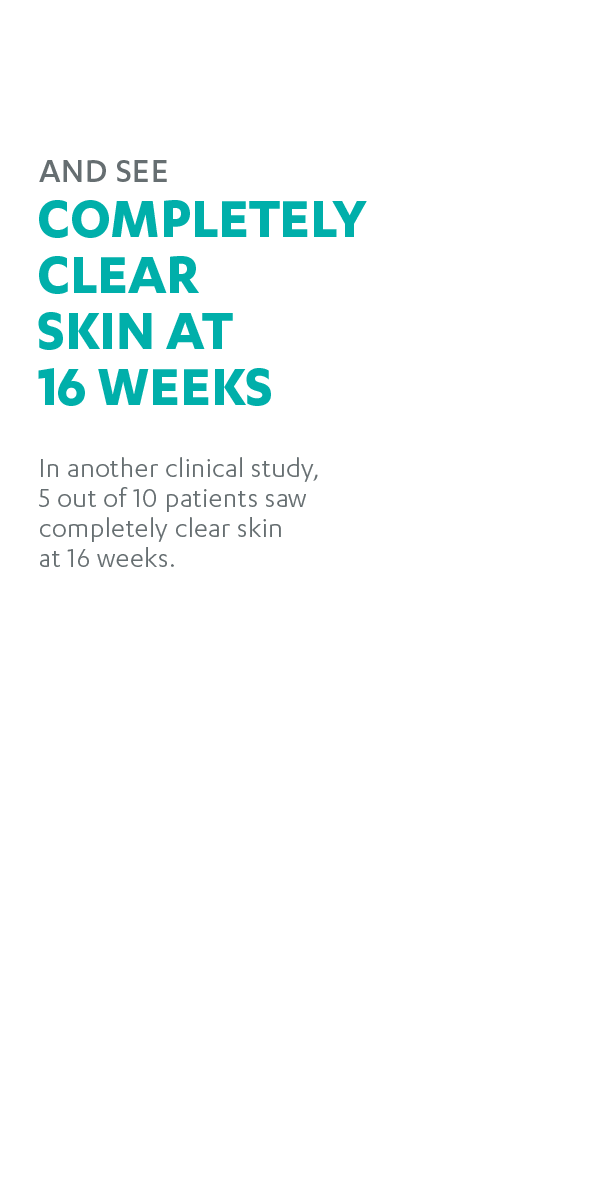 AND SEE
COMPLETELY
CLEAR
SKIN AT
16 WEEKS
In another clinical study,
5 out of 10 patients saw
completely clear skin
at 16 weeks.